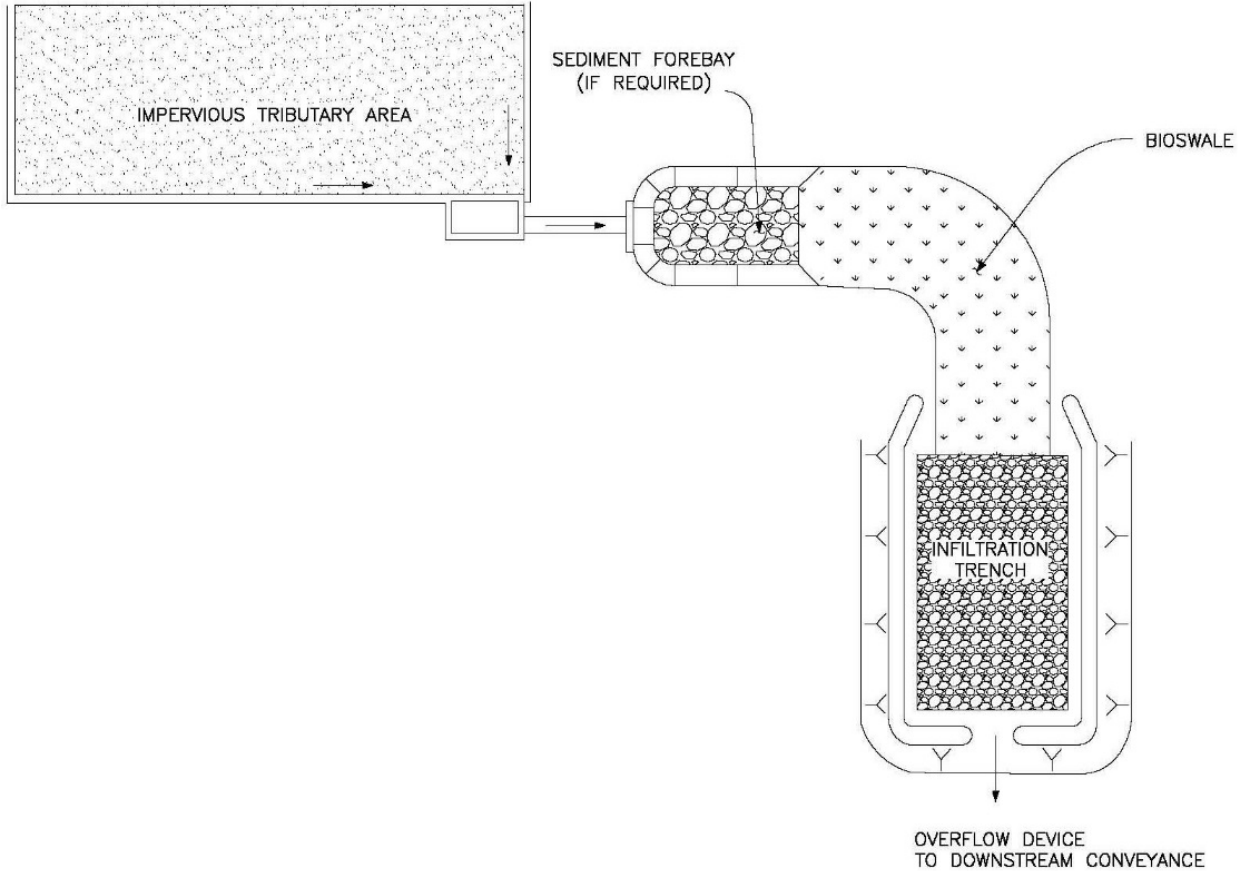 SEDIMENT FOREBAY
(IF REQUIRED)
IMPERVIOUS TRIBUTARY AREA
BIOSWALE
INFILTRATION
TRENCH
OVERFLOW DEVICE
TO DOWNSTREAM CONVEYANCE